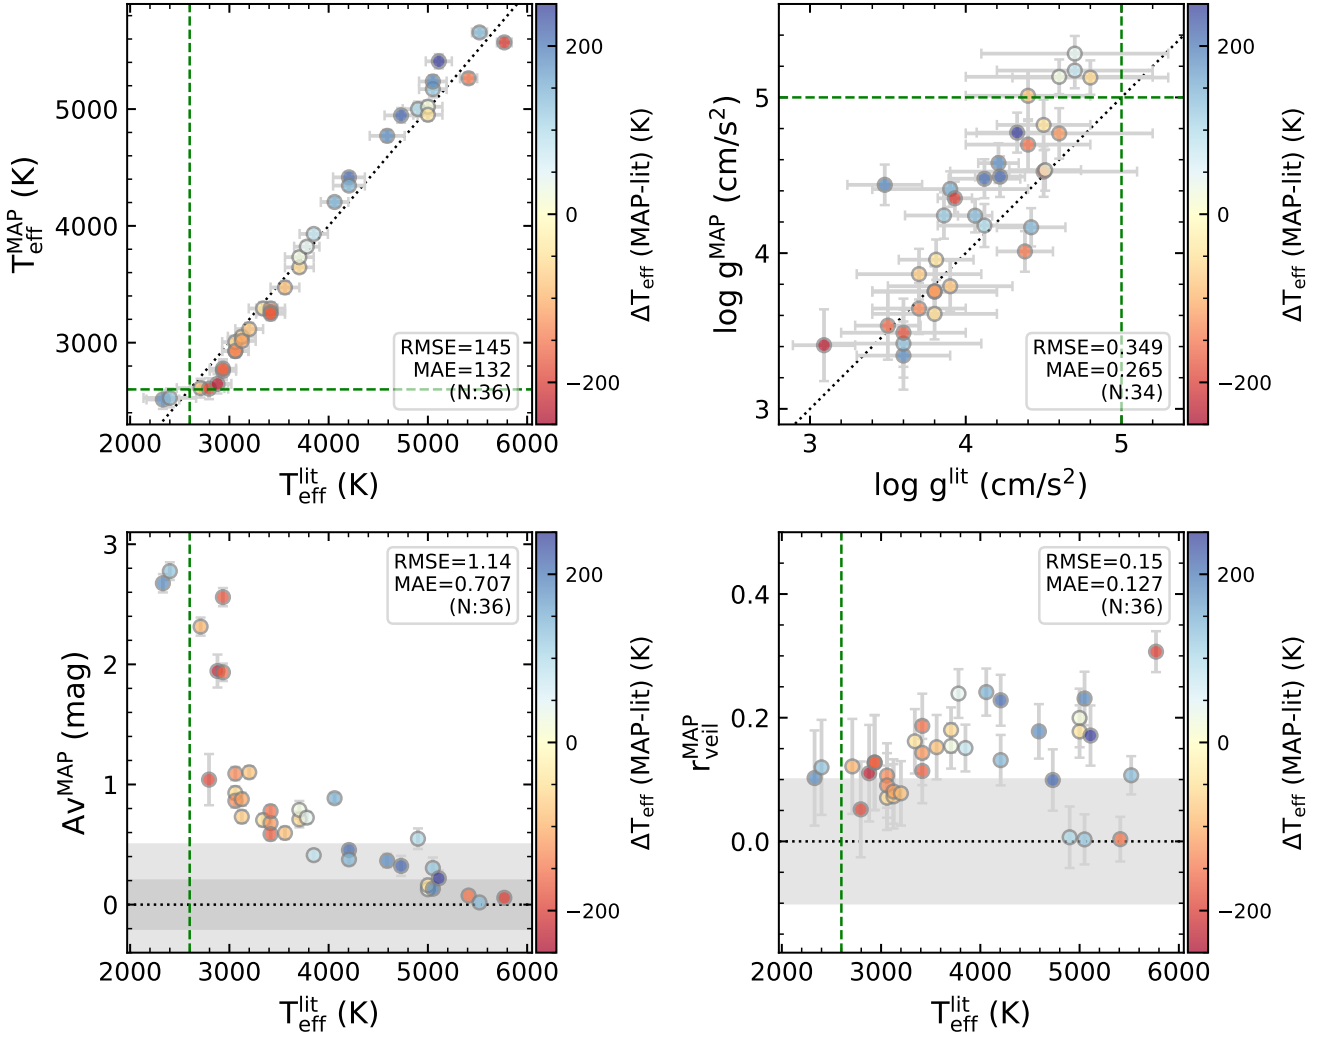 5000
4000
3000
2000 3000 4000 5000 6000
T_eff^MAP (K)
T_eff^lit (K)
RMSE=145
MAE=132
(N:36)
200
0
−200
ΔT_eff (MAP-lit) (K)
5
4
3
3 4 5
log g^MAP (cm/s²)
log g^lit (cm/s²)
RMSE=0.349
MAE=0.265
(N:34)
200
0
−200
ΔT_eff (MAP-lit) (K)
3
2
1
0
2000 3000 4000 5000 6000
Av^MAP (mag)
T_eff^lit (K)
RMSE=1.14
MAE=0.707
(N:36)
200
0
−200
ΔT_eff (MAP-lit) (K)
0.4
0.2
0.0
2000 3000 4000 5000 6000
r_veil^MAP
T_eff^lit (K)
RMSE=0.15
MAE=0.127
(N:36)
200
0
−200
ΔT_eff (MAP-lit) (K)